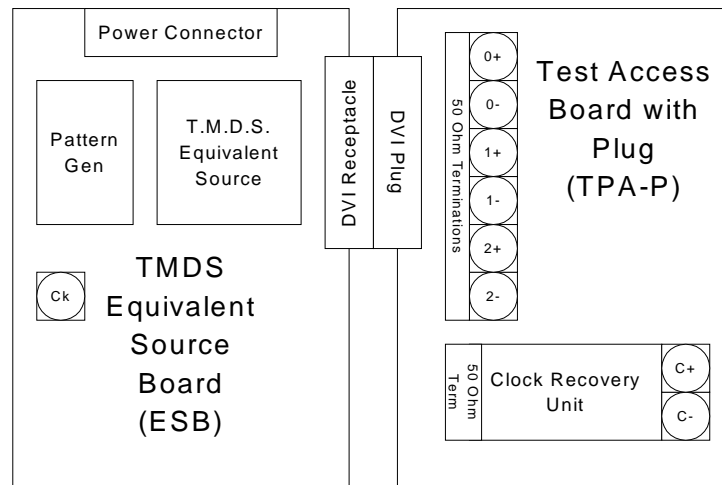 Power Connector
Pattern
Gen
T.M.D.S.
Equivalent
Source
Ck
TMDS
Equivalent
Source
Board
(ESB)
DVI Receptacle
DVI Plug
50 Ohm Terminations
0+
0-
1+
1-
2+
2-
Test Access
Board with
Plug
(TPA-P)
50 Ohm
Term
Clock Recovery
Unit
C+
C-